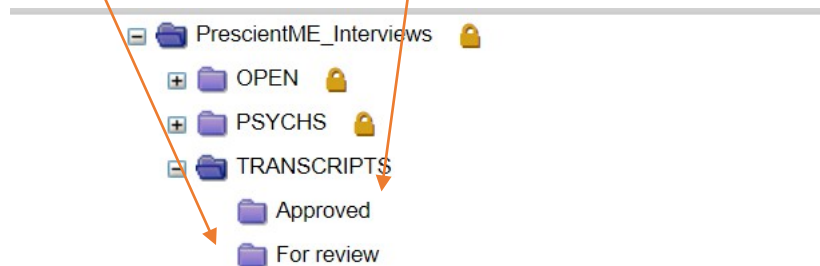 PrescientME_Interviews
OPEN
PSYCHS
TRANSCRIPTS
Approved
For review